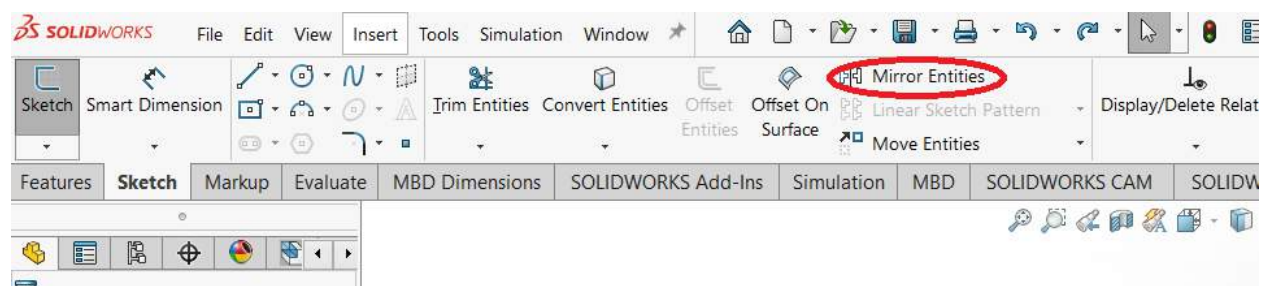 SOLIDWORKS File Edit View Insert Tools Simulation Window
Sketch Smart Dimension Trim Entities Convert Entities Offset Entities Offset On Surface Mirror Entities
Linear Sketch Pattern
Move Entities
Display/Delete Relat
Features Sketch Markup Evaluate MBD Dimensions SOLIDWORKS Add-Ins Simulation MBD SOLIDWORKS CAM SOLIDW